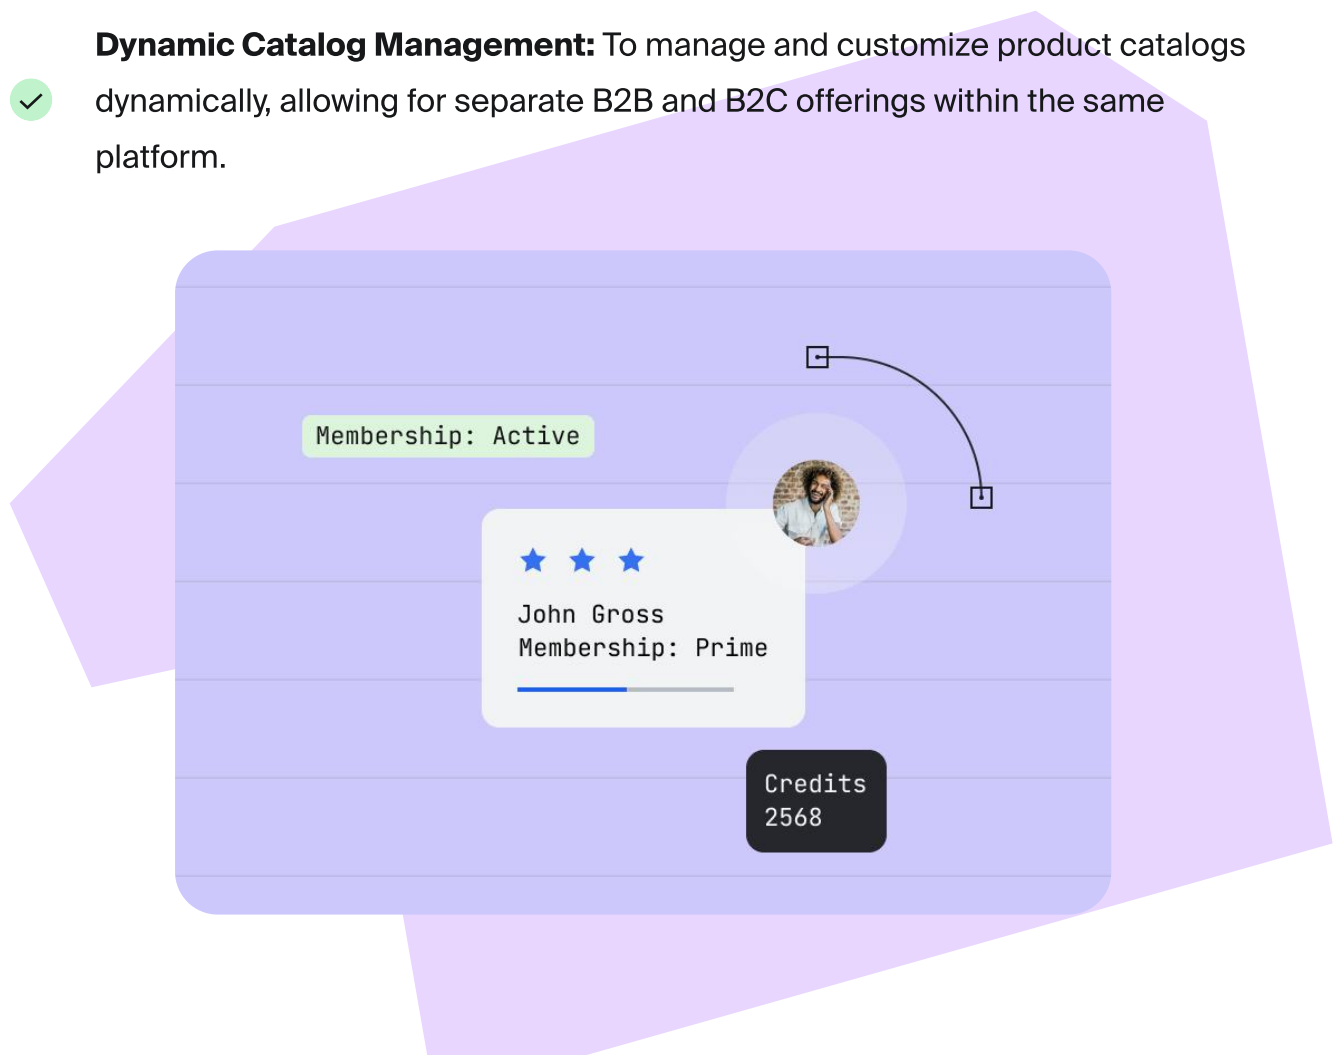 Dynamic Catalog Management: To manage and customize product catalogs
dynamically, allowing for separate B2B and B2C offerings within the same
platform.
Membership: Active
John Gross
Membership: Prime
Credits
2568